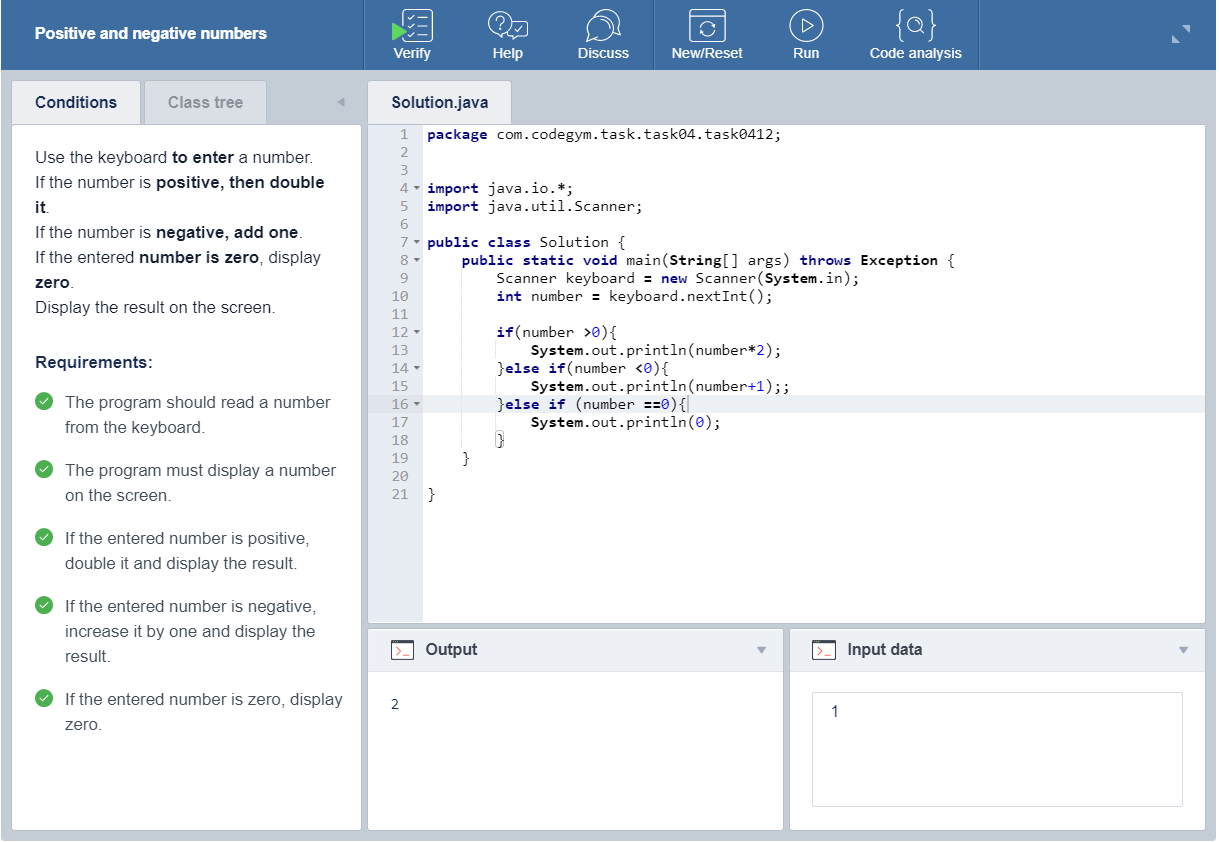 Positive and negative numbers
Verify
Help
Discuss
New/Reset
Run
Code analysis
Conditions
Class tree
Use the keyboard to enter a number.
If the number is positive, then double
it.
If the number is negative, add one.
If the entered number is zero, display
zero.
Display the result on the screen.
Requirements:
The program should read a number
from the keyboard.
The program must display a number
on the screen.
If the entered number is positive,
double it and display the result.
If the entered number is negative,
increase it by one and display the
result.
If the entered number is zero, display
zero.
Solution.java
1 package com.codegym.task.task04.task0412;
2
3
4 import java.io.*;
5 import java.util.Scanner;
6
7 public class Solution {
8     public static void main(String[] args) throws Exception {
9         Scanner keyboard = new Scanner(System.in);
10         int number = keyboard.nextInt();
11
12         if(number >0){
13             System.out.println(number*2);
14         }else if(number <0){
15             System.out.println(number+1);;
16         }else if (number ==0){
17             System.out.println(0);
18         }
19     }
20
21 }
Output
2
Input data
1